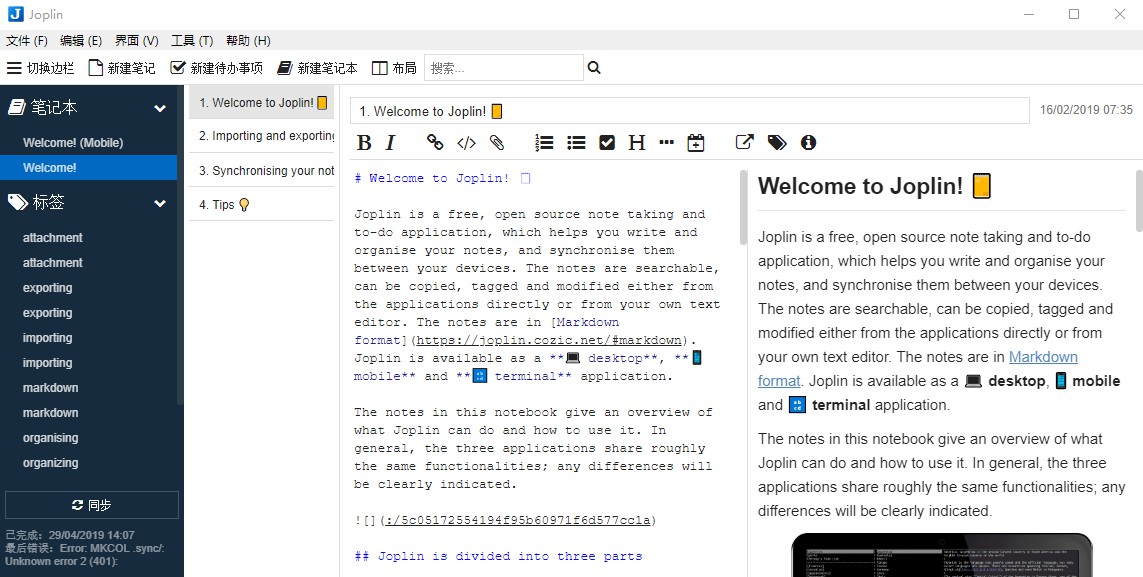 Joplin
文件 (F) 编辑 (E) 界面 (V) 工具 (T) 帮助 (H)
切换边栏 新建笔记 新建待办事项 新建笔记本 布局 搜索...
笔记本
Welcome! (Mobile)
Welcome!
标签
attachment
attachment
exporting
exporting
importing
importing
markdown
markdown
organising
organizing
同步
已完成：29/04/2019 14:07
最后错误：Error: MKCOL .sync/:
Unknown error 2 (401):
1. Welcome to Joplin!
2. Importing and exporting
3. Synchronising your not
4. Tips
1. Welcome to Joplin!
16/02/2019 07:35
# Welcome to Joplin!
Joplin is a free, open source note taking and
to-do application, which helps you write and
organise your notes, and synchronise them
between your devices. The notes are searchable,
can be copied, tagged and modified either from
the applications directly or from your own text
editor. The notes are in [Markdown
format](https://joplin.cozic.net/#markdown).
Joplin is available as a **💻 desktop**, **📱
mobile** and **🔡 terminal** application.
The notes in this notebook give an overview of
what Joplin can do and how to use it. In
general, the three applications share roughly
the same functionalities; any differences will
be clearly indicated.
![](:/5c05172554194f95b60971f6d577cc1a)
## Joplin is divided into three parts
Welcome to Joplin!
Joplin is a free, open source note taking and to-do
application, which helps you write and organise your
notes, and synchronise them between your devices.
The notes are searchable, can be copied, tagged and
modified either from the applications directly or from
your own text editor. The notes are in Markdown
format. Joplin is available as a 💻 desktop, 📱 mobile
and 🔡 terminal application.
The notes in this notebook give an overview of what
Joplin can do and how to use it. In general, the three
applications share roughly the same functionalities; any
differences will be clearly indicated.